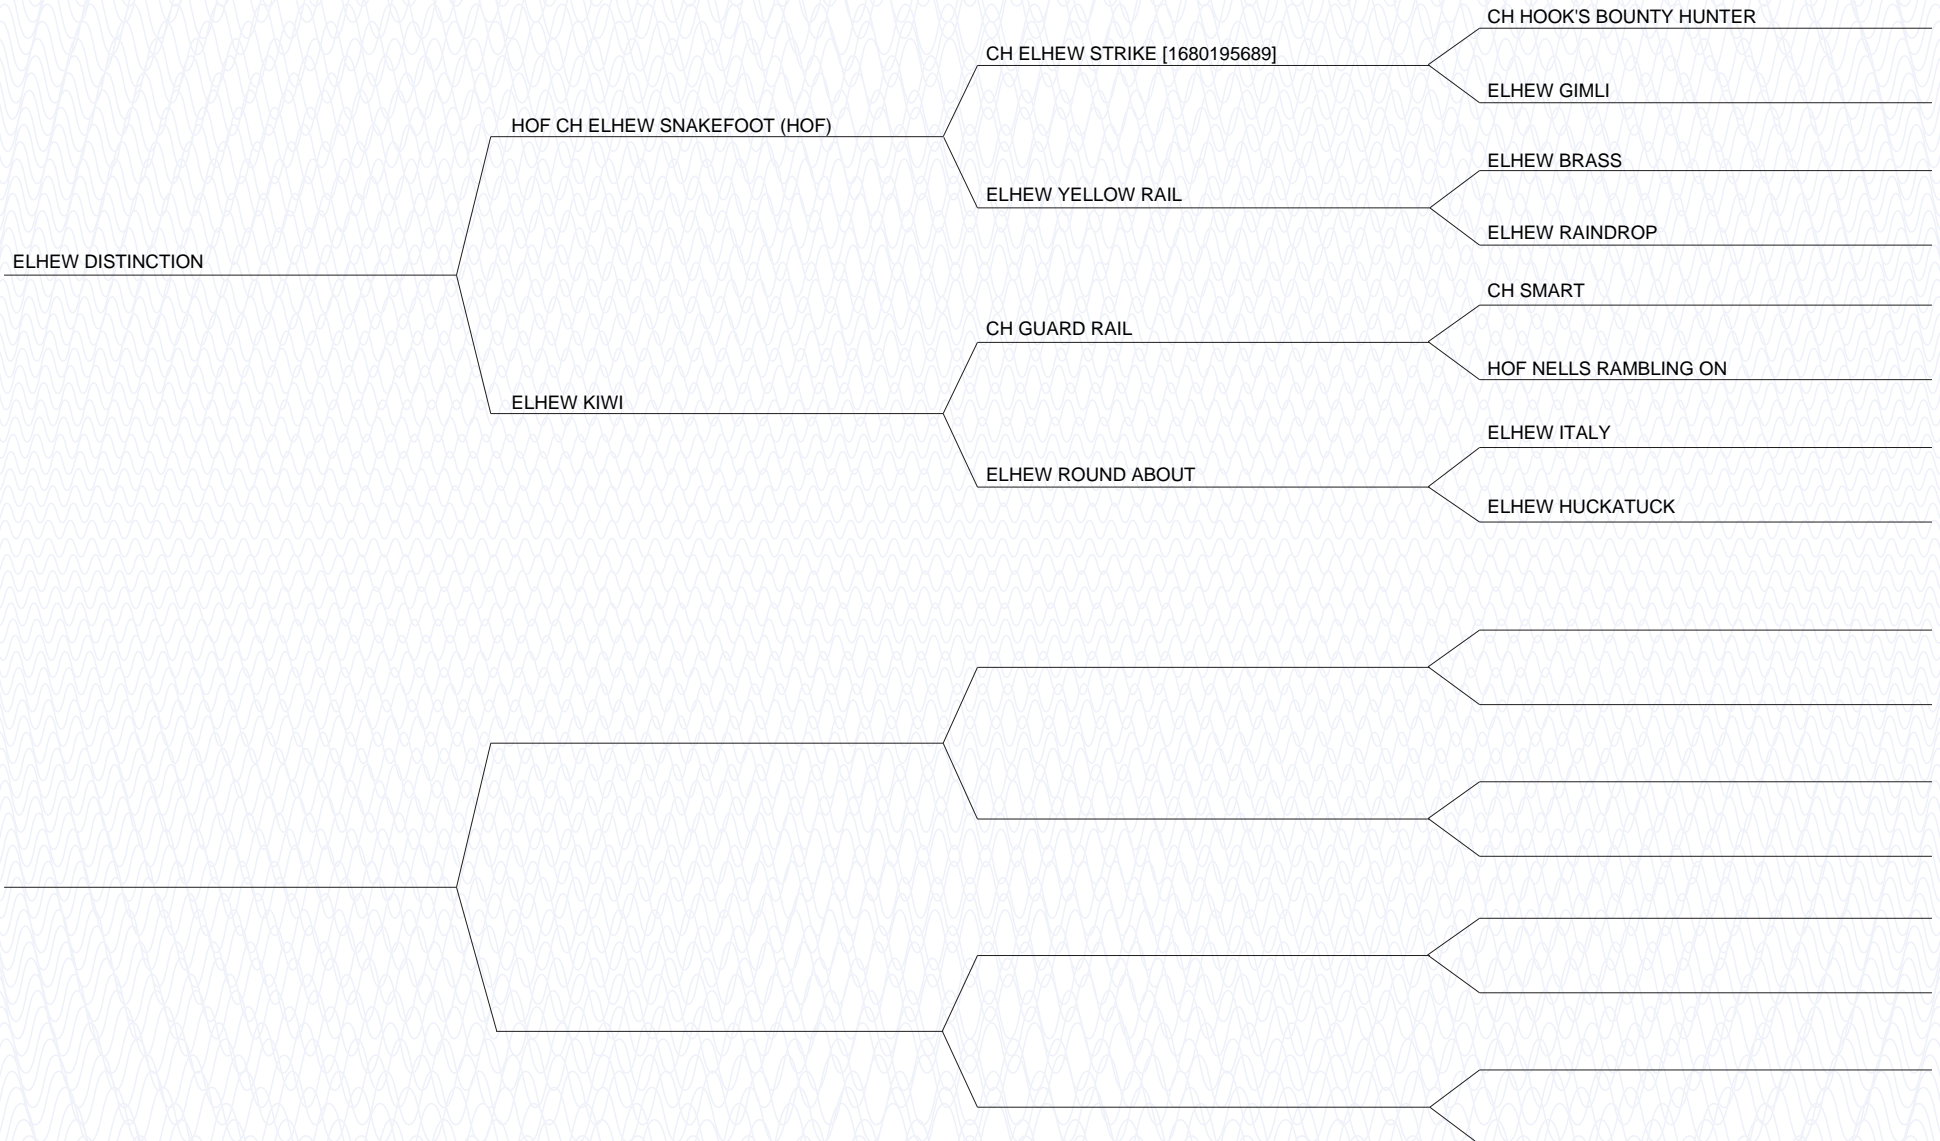 CH HOOK'S BOUNTY HUNTER
CH ELHEW STRIKE [1680195689]
ELHEW GIMLI
HOF CH ELHEW SNAKEFOOT (HOF)
ELHEW BRASS
ELHEW YELLOW RAIL
ELHEW RAINDROP
ELHEW DISTINCTION
CH SMART
CH GUARD RAIL
HOF NELLS RAMBLING ON
ELHEW KIWI
ELHEW ITALY
ELHEW ROUND ABOUT
ELHEW HUCKATUCK